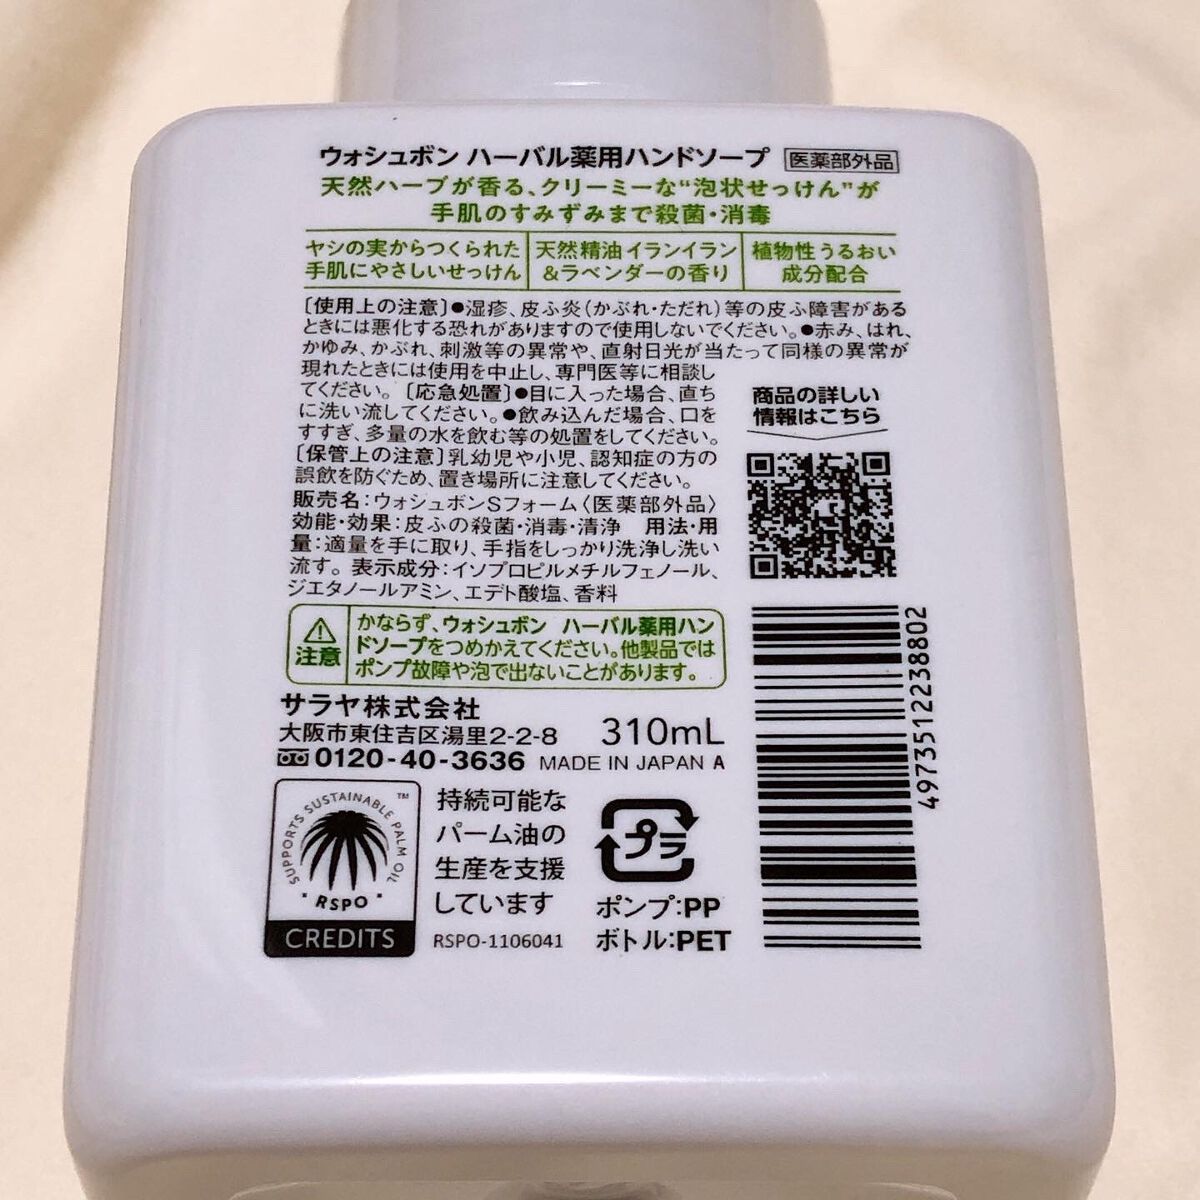 ウォシュボン ハーバル薬用ハンドソープ 医薬部外品
天然ハーブが香る、クリーミーな"泡状せっけん"が
手肌のすみずみまで殺菌・消毒
ヤシの実からつくられた
手肌にやさしいせっけん
天然精油イランイラン
&ラベンダーの香り
植物性うるおい
成分配合
〔使用上の注意〕●湿疹、皮ふ炎(かぶれ・ただれ)等の皮ふ障害がある
ときには悪化する恐れがありますので使用しないでください。●赤み、はれ、
かゆみ、かぶれ、刺激等の異常や、直射日光が当たって同様の異常が
現れたときには使用を中止し、専門医等に相談し
てください。〔応急処置〕●目に入った場合、直ち
に洗い流してください。●飲み込んだ場合、口を
すすぎ、多量の水を飲む等の処置をしてください。
〔保管上の注意〕乳幼児や小児、認知症の方の
誤飲を防ぐため、置き場所に注意してください。
販売名:ウォシュボンSフォーム〈医薬部外品〉
効能・効果:皮ふの殺菌・消毒・清浄 用法・用
量:適量を手に取り、手指をしっかり洗浄し洗い
流す。表示成分:イソプロピルメチルフェノール、
ジエタノールアミン、エデト酸塩、香料
商品の詳しい
情報はこちら
注意
かならず、ウォシュボン ハーバル薬用ハン
ドソープをつめかえてください。他製品では
ポンプ故障や泡で出ないことがあります。
サラヤ株式会社
大阪市東住吉区湯里2-2-8
0120-40-3636
310mL
MADE IN JAPAN A
4973512238802
SUPPORTS SUSTAINABLE PALM OIL ™
RSPO
CREDITS
持続可能な
パーム油の
生産を支援
しています
RSPO-1106041
プラ
ポンプ:PP
ボトル:PET